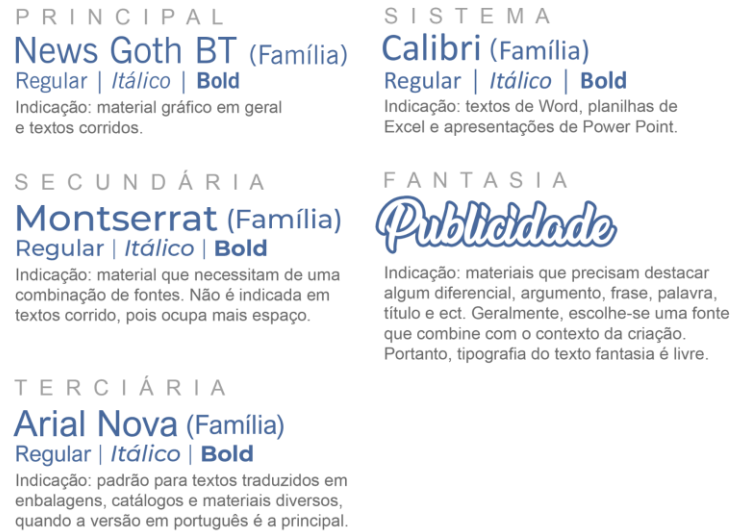 PRINCIPAL
News Goth BT (Família)
Regular | Itálico | Bold
Indicação: material gráfico em geral
e textos corridos.
SECUNDÁRIA
Montserrat (Família)
Regular | Itálico | Bold
Indicação: material que necessitam de uma
combinação de fontes. Não é indicada em
textos corrido, pois ocupa mais espaço.
TERCIÁRIA
Arial Nova (Família)
Regular | Itálico | Bold
Indicação: padrão para textos traduzidos em
enbalagens, catálogos e materiais diversos,
quando a versão em português é a principal.
SISTEMA
Calibri (Família)
Regular | Itálico | Bold
Indicação: textos de Word, planilhas de
Excel e apresentações de Power Point.
FANTASIA
Publicidade
Indicação: materiais que precisam destacar
algum diferencial, argumento, frase, palavra,
título e ect. Geralmente, escolhe-se uma fonte
que combine com o contexto da criação.
Portanto, tipografia do texto fantasia é livre.